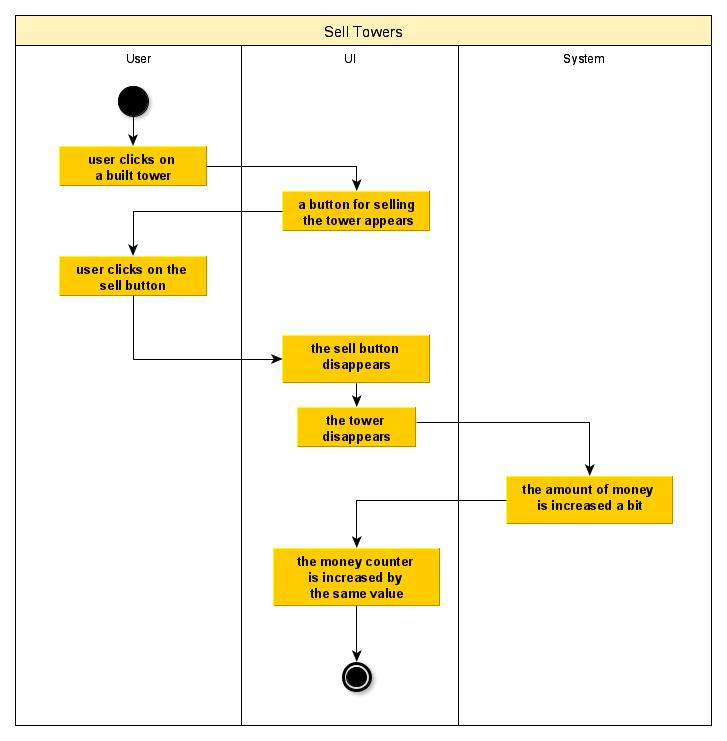 Sell Towers
User
UI
System
user clicks on
a built tower
a button for selling
the tower appears
user clicks on the
sell button
the sell button
disappears
the tower
disappears
the amount of money
is increased a bit
the money counter
is increased by
the same value